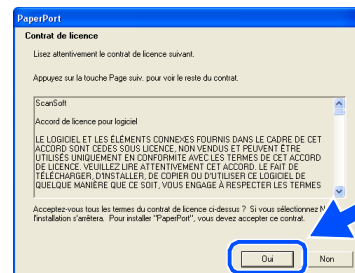 PaperPort
Contrat de licence
Lisez attentivement le contrat de licence suivant.
Appuyez sur la touche Page suiv. pour voir le reste du contrat.
ScanSoft
Accord de licence pour logiciel
LE LOGICIEL ET LES ÉLÉMENTS CONNEXES FOURNIS DANS LE CADRE DE CET
ACCORD SONT CEDES SOUS LICENCE, NON VENDUS ET PEUVENT ÊTRE
UTILISÉS UNIQUEMENT EN CONFORMITE AVEC LES TERMES DE CET ACCORD
DE LICENCE. VEUILLEZ LIRE ATTENTIVEMENT CET ACCORD. LE FAIT DE
TÉLÉCHARGER, D'INSTALLER, DE COPIER OU D'UTILISER CE LOGICIEL DE
QUELQUE MANIÈRE QUE CE SOIT, VOUS ENGAGE À RESPECTER LES TERMES
Acceptez-vous tous les termes du contrat de licence ci-dessus ? Si vous sélectionnez N
l'installation s'arrêtera. Pour installer "PaperPort", vous devez accepter ce contrat.
Oui
Non